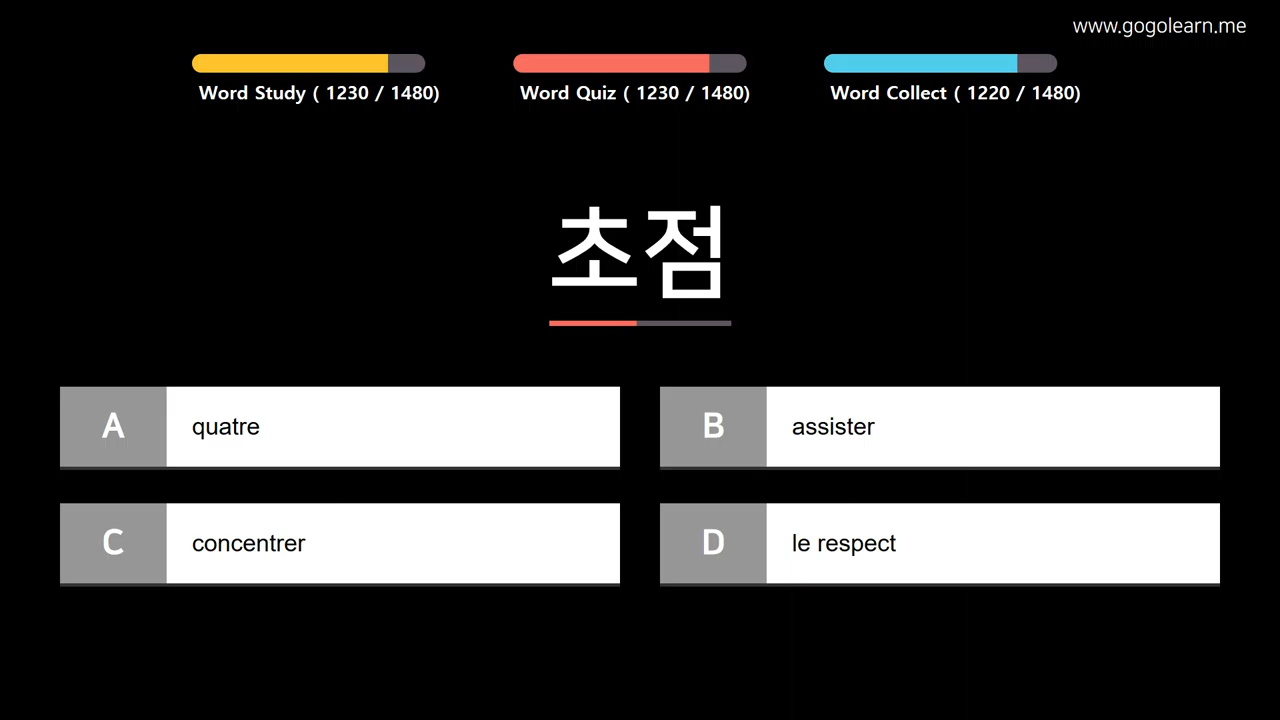 www.gogolearn.me
Word Study ( 1230 / 1480)
Word Quiz ( 1230 / 1480)
Word Collect ( 1220 / 1480)
초점
A quatre
B assister
C concentrer
D le respect